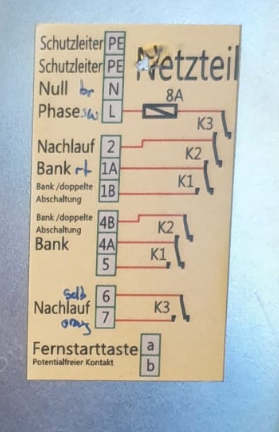 Schutzleiter PE
Schutzleiter PE Netzteil
Null br N
Phase sw L 8A
K3
Nachlauf 2
K2
Bank rt 1A
Bank /doppelte Abschaltung 1B K1
Bank /doppelte Abschaltung 4B K2
Bank 4A
5 K1
gelb 6
Nachlauf K3
7
Fernstarttaste a
Potentialfreier Kontakt b